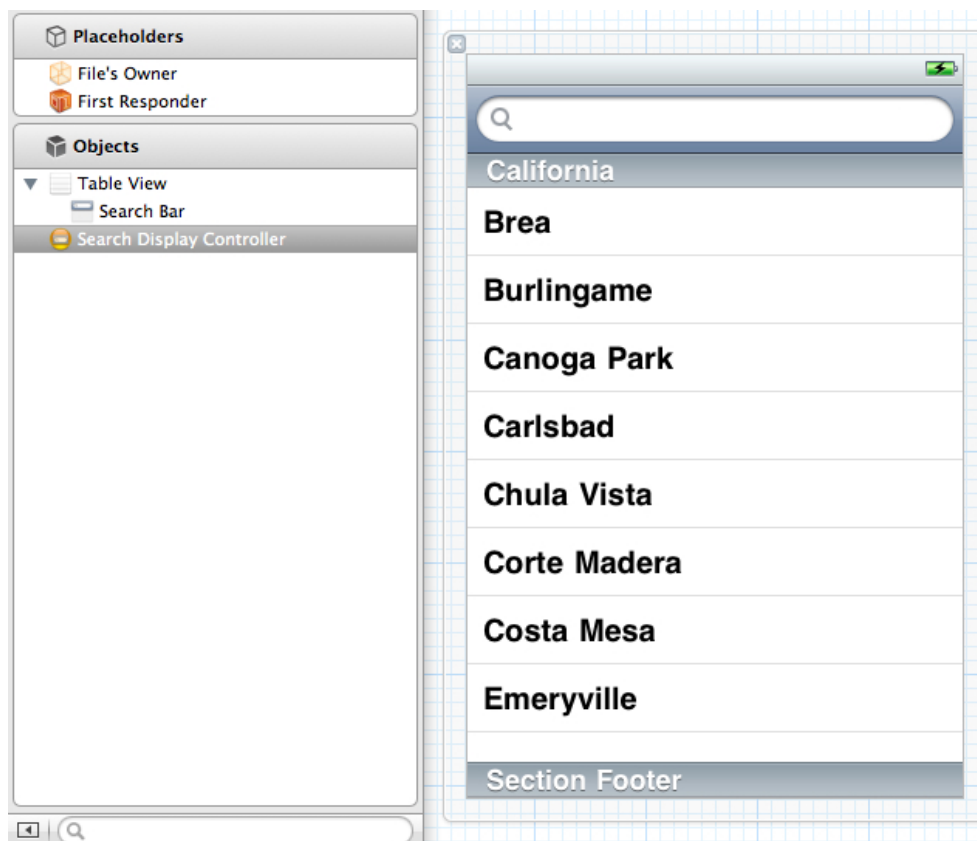 Placeholders
File's Owner
First Responder
Objects
Table View
Search Bar
Search Display Controller
California
Brea
Burlingame
Canoga Park
Carlsbad
Chula Vista
Corte Madera
Costa Mesa
Emeryville
Section Footer